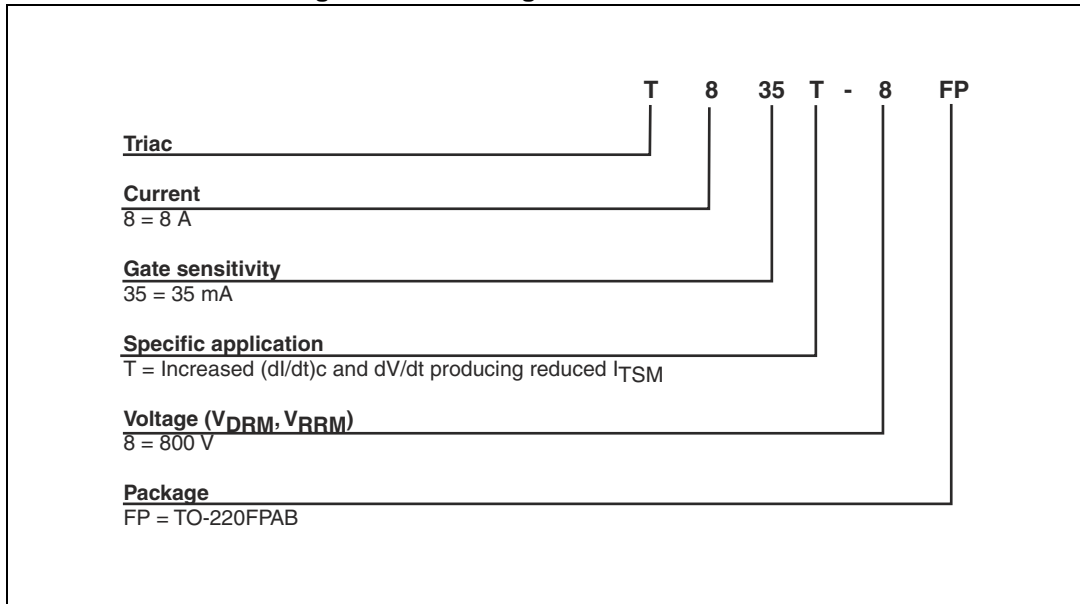 T 8 35 T - 8 FP
Triac
Current
8 = 8 A
Gate sensitivity
35 = 35 mA
Specific application
T = Increased (dI/dt)c and dV/dt producing reduced ITSM
Voltage (VDRM, VRRM)
8 = 800 V
Package
FP = TO-220FPAB